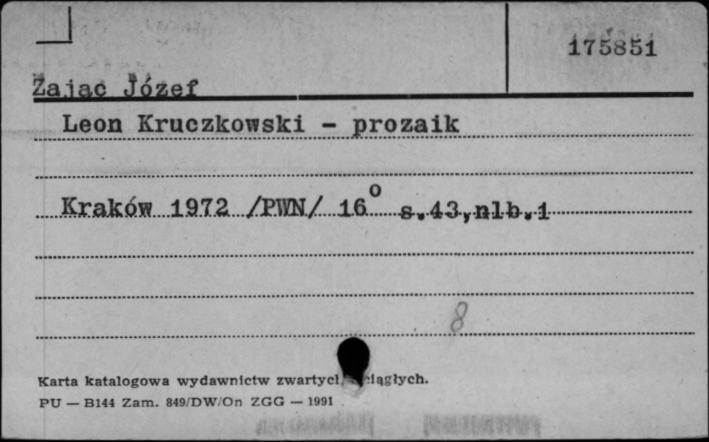 175851
Zając Józef
Leon Kruczkowski - prozaik
Kraków 1972 /PWN/ 16° s.43,nlb.1
8
Karta katalogowa wydawnictw zwartych ciągłych.
PU — B144 Zam. 849/DW/On ZGG — 1991